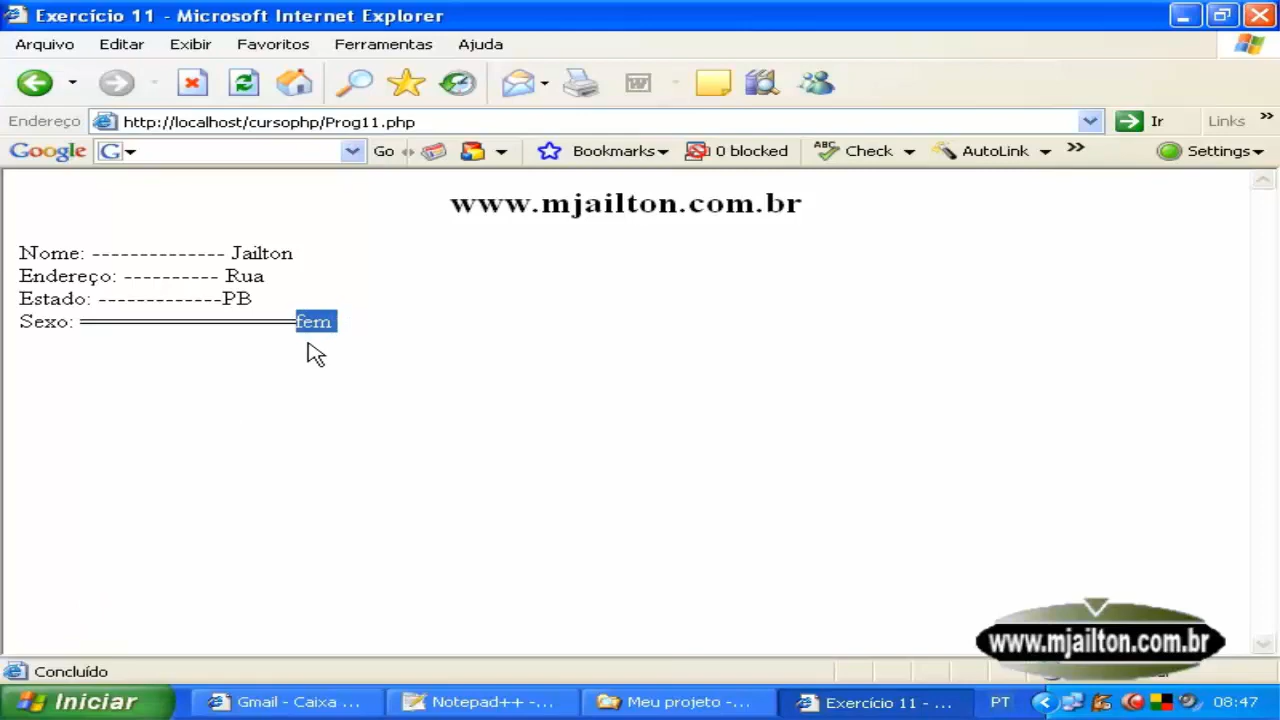 Exercício 11 - Microsoft Internet Explorer
Arquivo Editar Exibir Favoritos Ferramentas Ajuda
Endereço http://localhost/cursophp/Prog11.php Ir Links »
Google G Go Bookmarks 0 blocked ABC Check AutoLink » Settings
www.mjailton.com.br
Nome: -------------- Jailton
Endereço: ---------- Rua
Estado: -------------PB
Sexo: ==================fem
www.mjailton.com.br
Concluído
Iniciar Gmail - Caixa ... Notepad++ -... Meu projeto -... Exercício 11 - ... PT 08:47